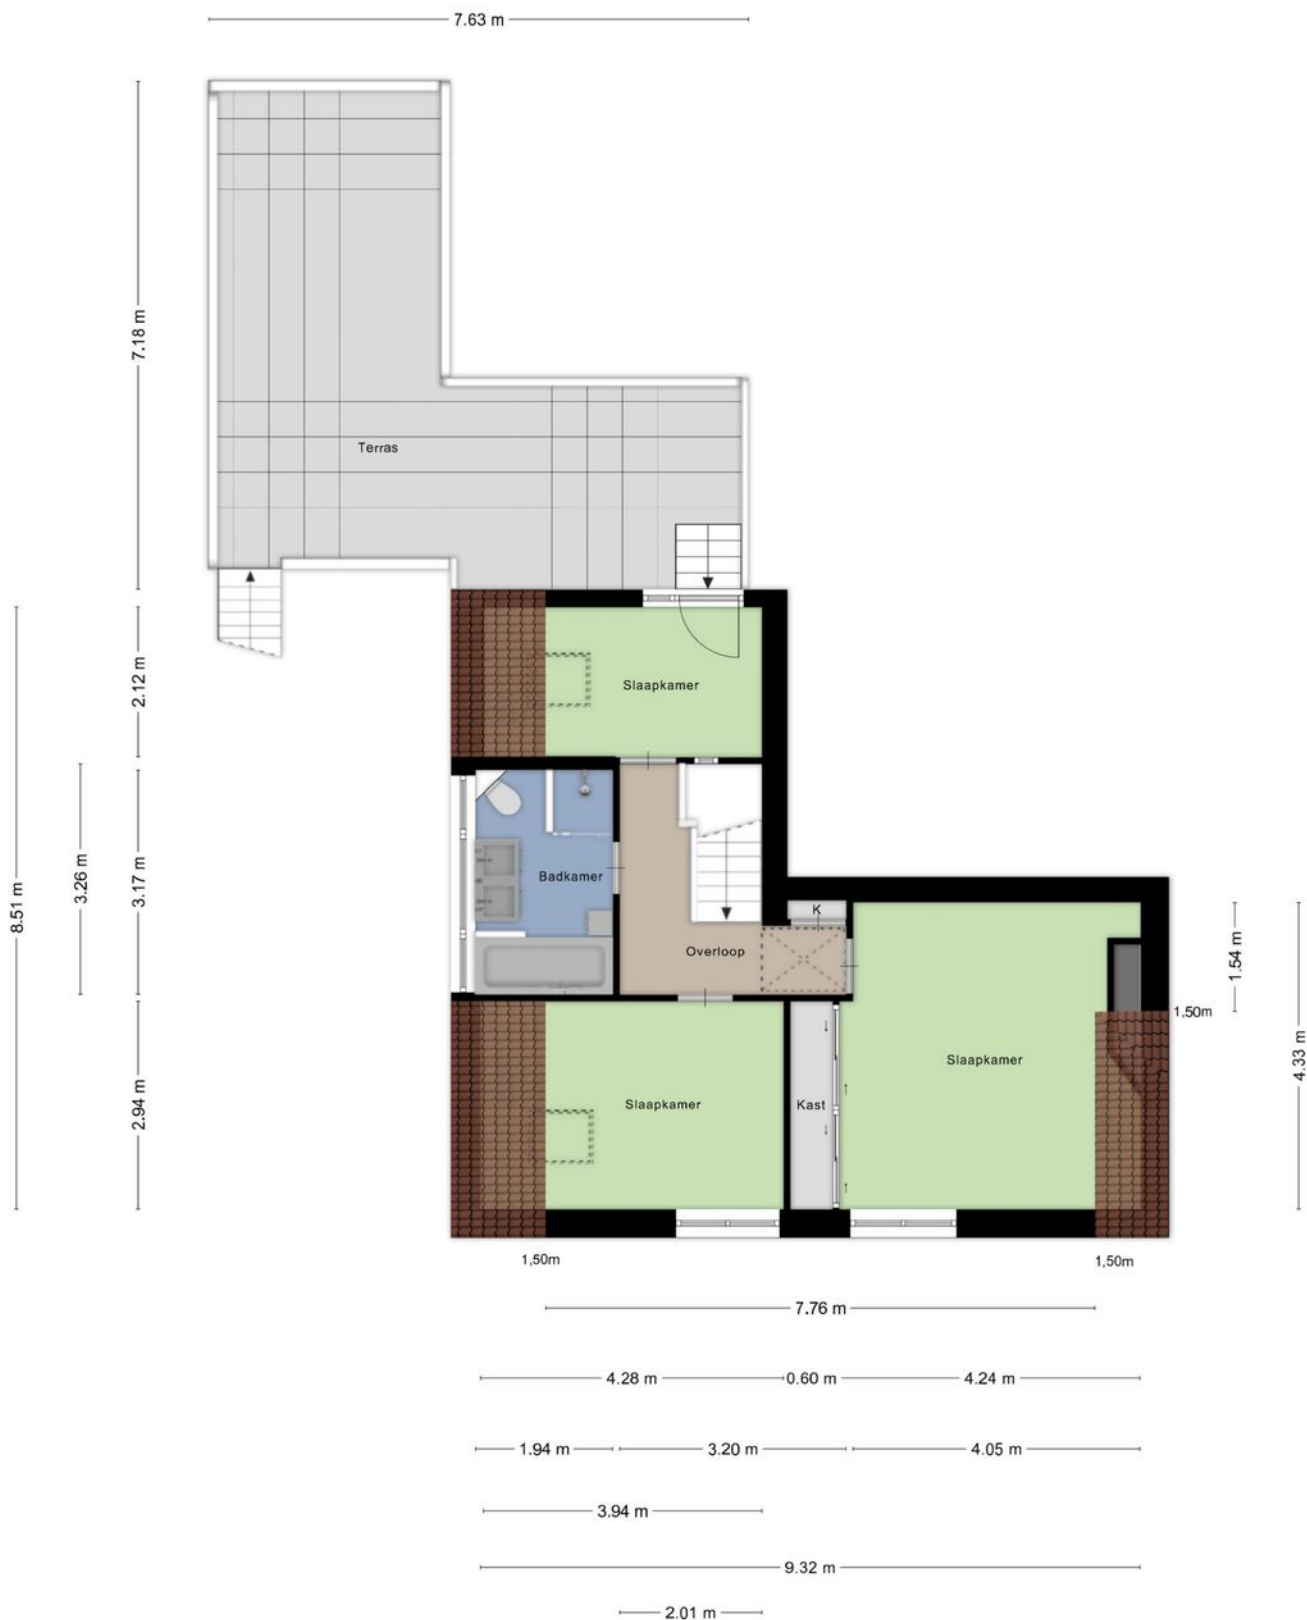 7.63 m
7.18 m
Terras
2.12 m
Slaapkamer
8.51 m
3.26 m
3.17 m
Badkamer
K
Overloop
1.54 m
1,50m
4.33 m
2.94 m
Slaapkamer
Kast
Slaapkamer
1,50m
1,50m
7.76 m
4.28 m
0.60 m
4.24 m
1.94 m
3.20 m
4.05 m
3.94 m
9.32 m
2.01 m